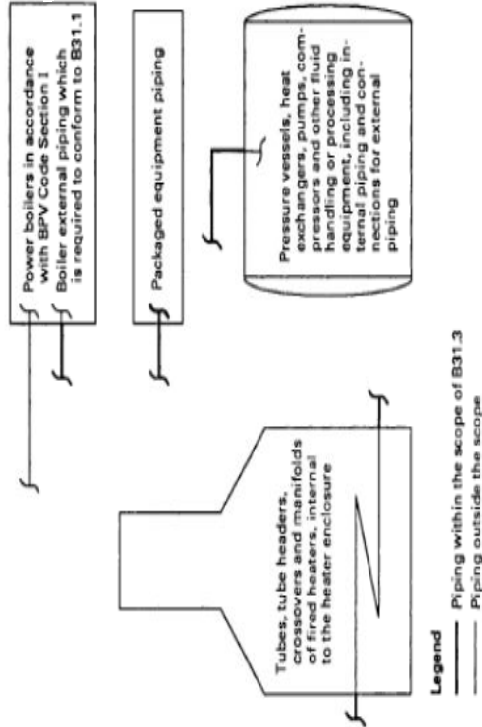 Power boilers in accordance
with BPV Code Section I
Boiler external piping which
is required to conform to B31.1
Packaged equipment piping
Pressure vessels, heat
exchangers, pumps, com-
pressors and other fluid
handling or processing
equipment, including in-
ternal piping and con-
nections for external
piping
Tubes, tube headers,
crossovers and manifolds
of fired heaters, internal
to the heater enclosure
Legend
Piping within the scope of B31.3
Piping outside the scope